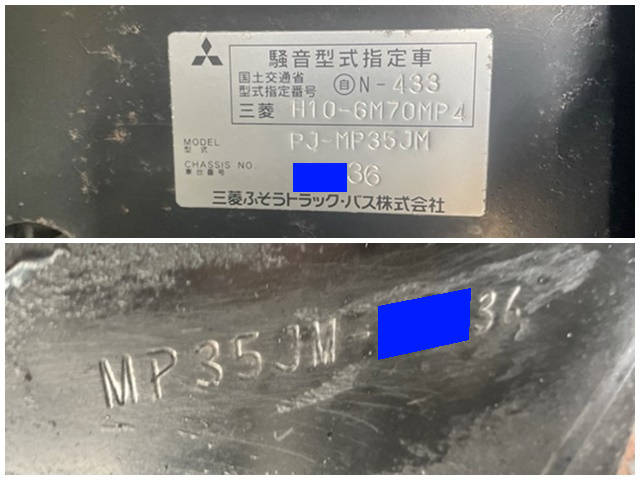 騒音型式指定車
国土交通省
型式指定番号 自N-433
三菱 H10-6M70MP4
MODEL
型式 PJ-MP35JM
CHASSIS NO.
車台番号 36
三菱ふそうトラック・バス株式会社
MP35JM- 36